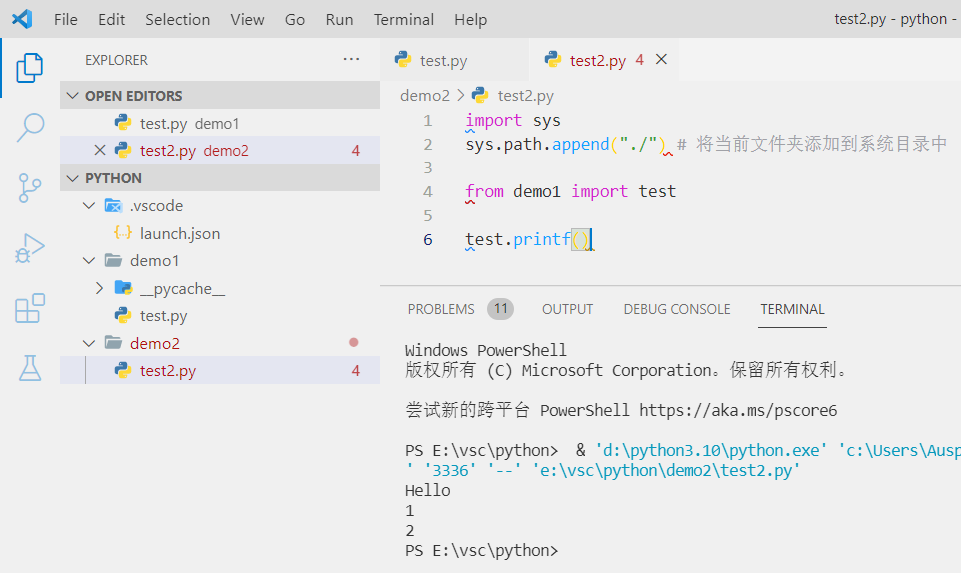 File Edit Selection View Go Run Terminal Help test2.py - python -
EXPLORER ···
OPEN EDITORS
test.py demo1
test2.py demo2 4
PYTHON
.vscode
launch.json
demo1
__pycache__
test.py
demo2
test2.py 4
test.py test2.py 4
demo2 > test2.py
1 import sys
2 sys.path.append("./") # 将当前文件夹添加到系统目录中
3
4 from demo1 import test
5
6 test.printf()
PROBLEMS 11 OUTPUT DEBUG CONSOLE TERMINAL
Windows PowerShell
版权所有 (C) Microsoft Corporation。保留所有权利。
尝试新的跨平台 PowerShell https://aka.ms/pscore6
PS E:\vsc\python> & 'd:\python3.10\python.exe' 'c:\Users\Ausp
' '3336' '--' 'e:\vsc\python\demo2\test2.py'
Hello
1
2
PS E:\vsc\python>